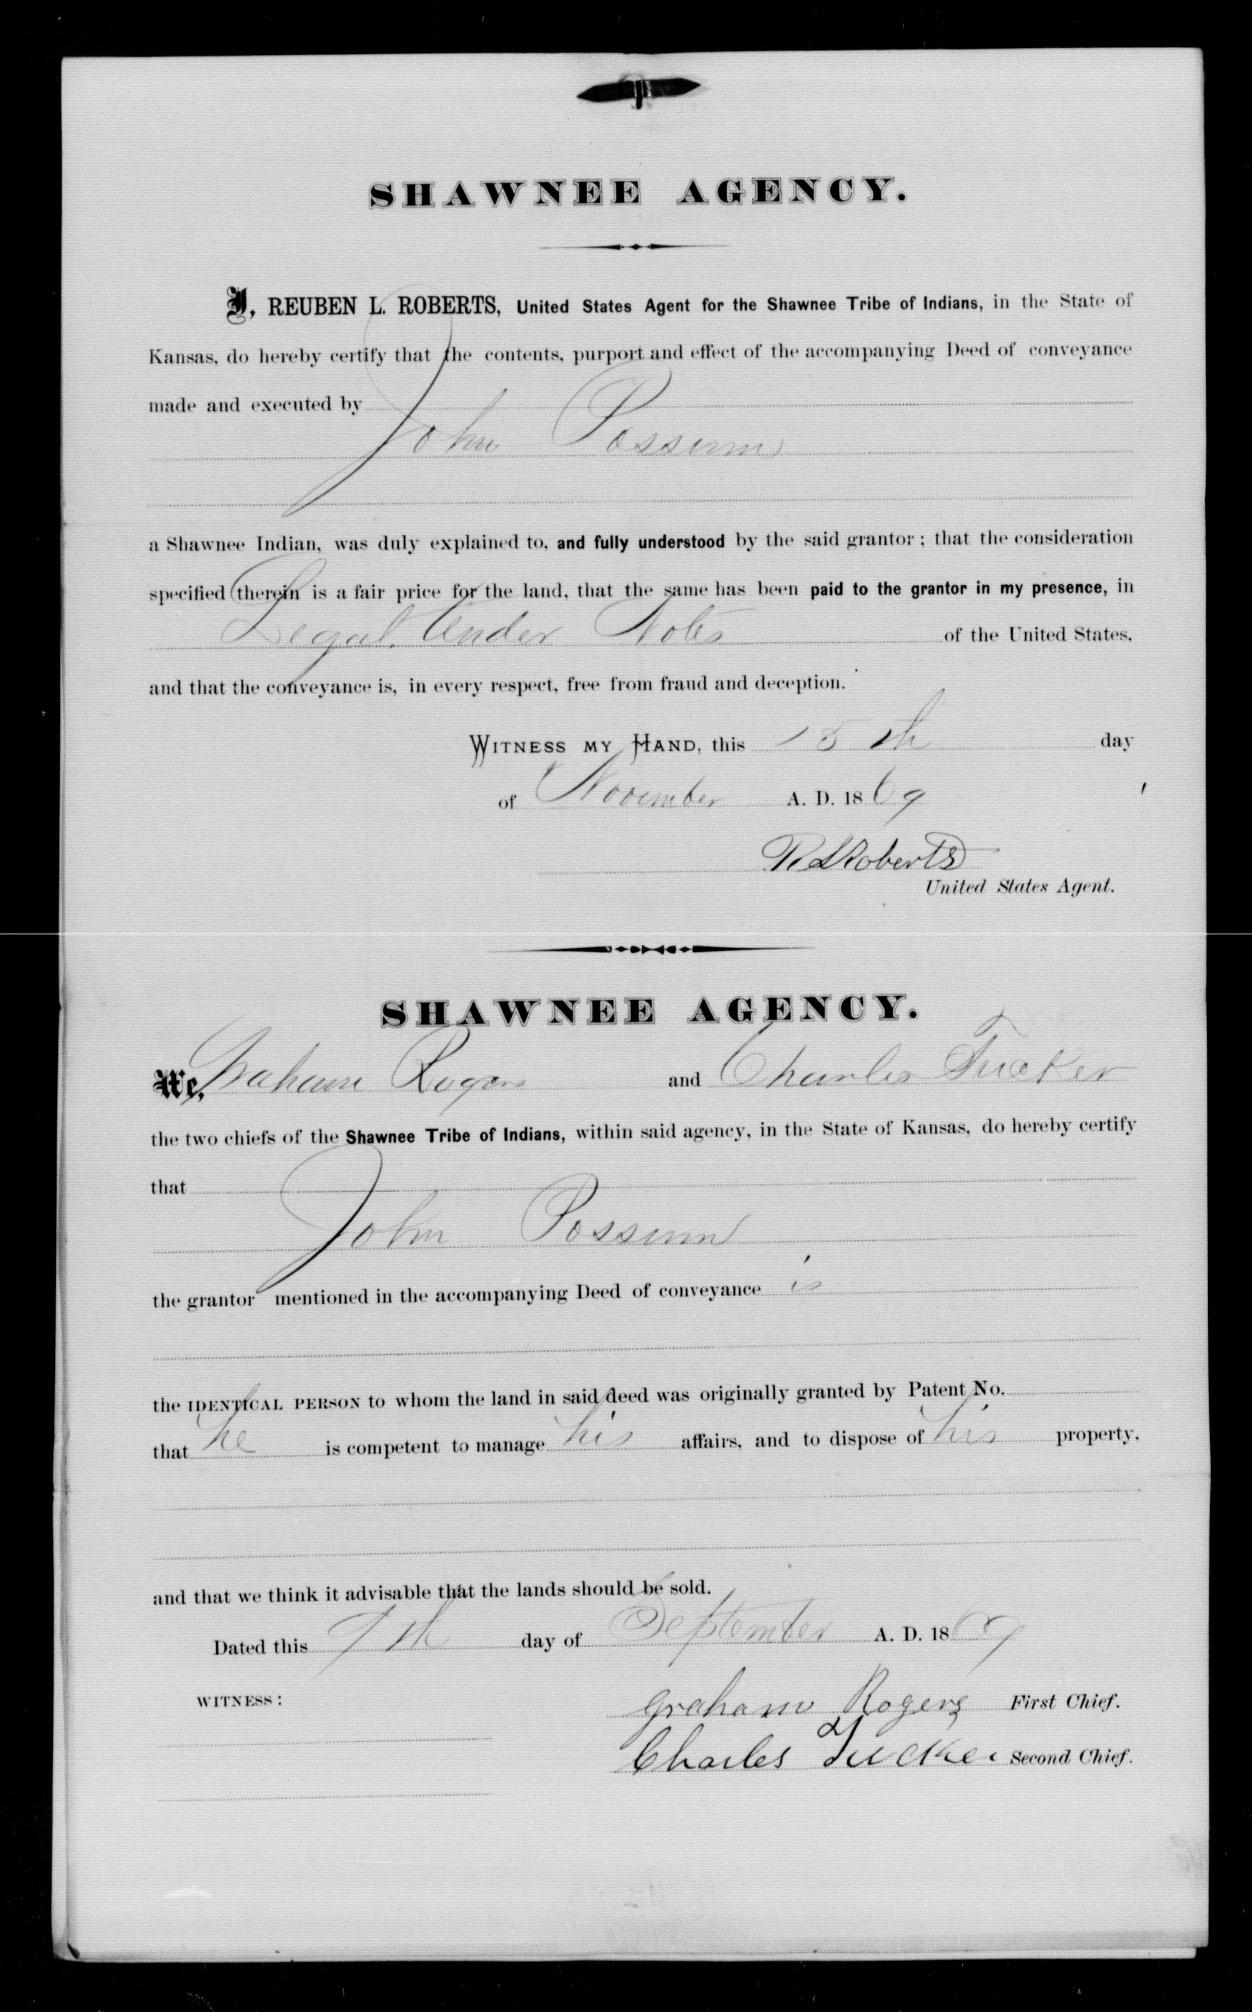 SHAWNEE AGENCY.
I, REUBEN L. ROBERTS, United States Agent for the Shawnee Tribe of Indians, in the State of
Kansas, do hereby certify that the contents, purport and effect of the accompanying Deed of conveyance
made and executed by
John Possum
a Shawnee Indian, was duly explained to, and fully understood by the said grantor; that the consideration
specified therein is a fair price for the land, that the same has been paid to the grantor in my presence, in
Legal Tender Notes of the United States,
and that the conveyance is, in every respect, free from fraud and deception.
WITNESS MY HAND, this 15th day
of November A. D. 1869
R. L. Roberts
United States Agent.
SHAWNEE AGENCY.
We, Graham Rogers and Charles Tucker
the two chiefs of the Shawnee Tribe of Indians, within said agency, in the State of Kansas, do hereby certify
that
John Possum
the grantor mentioned in the accompanying Deed of conveyance is
the IDENTICAL PERSON to whom the land in said deed was originally granted by Patent No.
that he is competent to manage his affairs, and to dispose of his property,
and that we think it advisable that the lands should be sold.
Dated this 9th day of September A. D. 1869
WITNESS:
Graham Rogers First Chief.
Charles Tucker Second Chief.